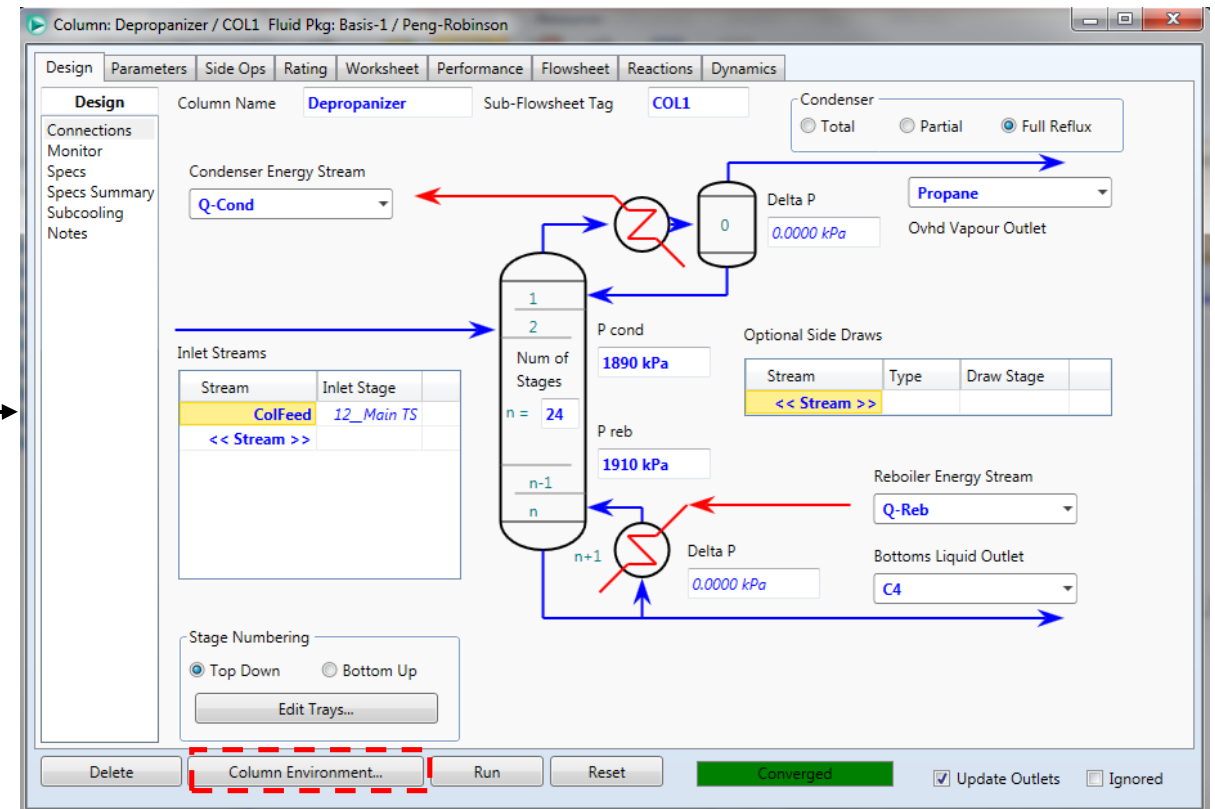 Column: Depropanizer / COL1 Fluid Pkg: Basis-1 / Peng-Robinson
Design Parameters Side Ops Rating Worksheet Performance Flowsheet Reactions Dynamics
Design
Connections
Monitor
Specs
Specs Summary
Subcooling
Notes
Column Name Depropanizer Sub-Flowsheet Tag COL1
Condenser
Total Partial Full Reflux
Condenser Energy Stream
Q-Cond
0
Delta P
0.0000 kPa
Propane
Ovhd Vapour Outlet
1
2
Num of
Stages
n = 24
n-1
n
n+1
P cond
1890 kPa
P reb
1910 kPa
Inlet Streams
Stream Inlet Stage
ColFeed 12__Main TS
<< Stream >>
Optional Side Draws
Stream Type Draw Stage
<< Stream >>
Reboiler Energy Stream
Q-Reb
Delta P
0.0000 kPa
Bottoms Liquid Outlet
C4
Stage Numbering
Top Down Bottom Up
Edit Trays...
Delete Column Environment... Run Reset Converged Update Outlets Ignored